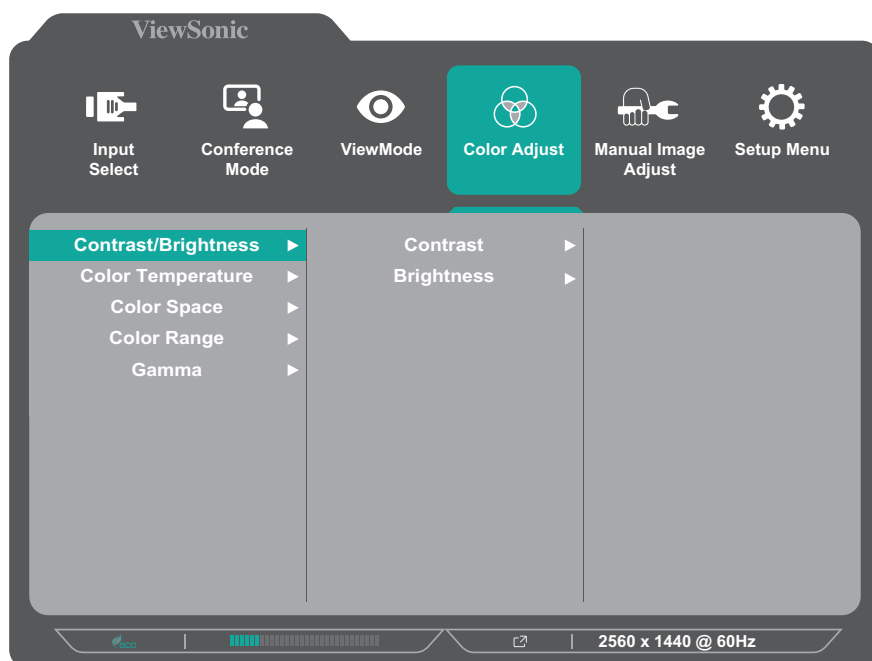 ViewSonic
Input
Select
Conference
Mode
ViewMode
Color Adjust
Manual Image
Adjust
Setup Menu
Contrast/Brightness
Color Temperature
Color Space
Color Range
Gamma
Contrast
Brightness
eco
2560 x 1440 @ 60Hz